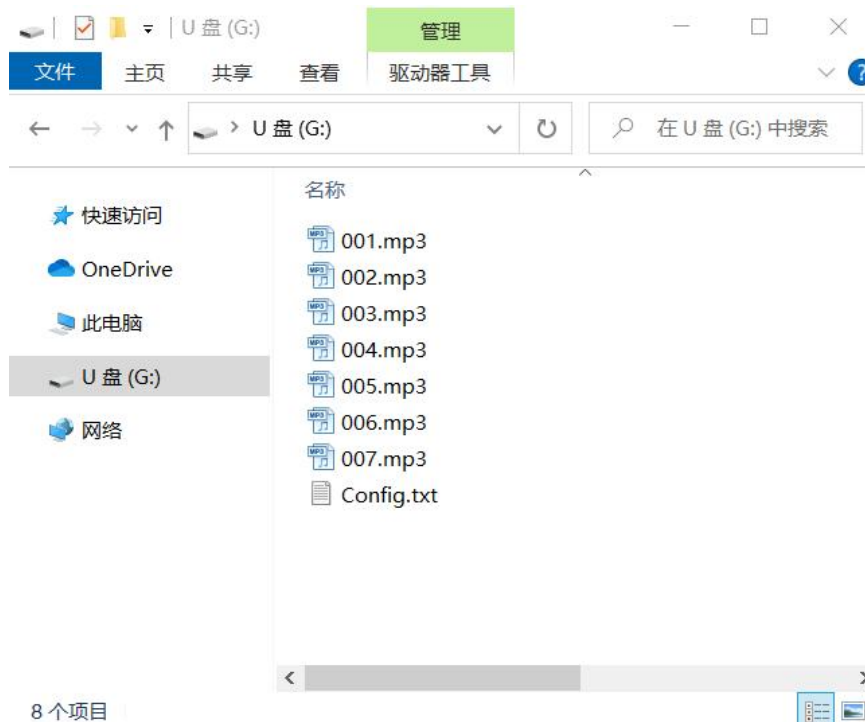 U 盘 (G:)
管理
文件 主页 共享 查看 驱动器工具
U 盘 (G:)
在 U 盘 (G:) 中搜索
名称
快速访问
OneDrive
此电脑
U 盘 (G:)
网络
001.mp3
002.mp3
003.mp3
004.mp3
005.mp3
006.mp3
007.mp3
Config.txt
8 个项目